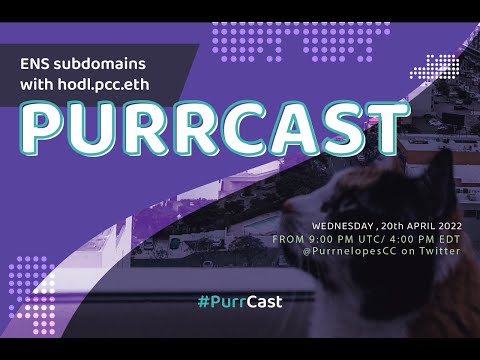 ENS subdomains
with hodl.pcc.eth
PURRCAST
WEDNESDAY , 20th APRIL 2022
FROM 9:00 PM UTC/ 4:00 PM EDT
@PurrnelopesCC on Twitter
#PurrCast